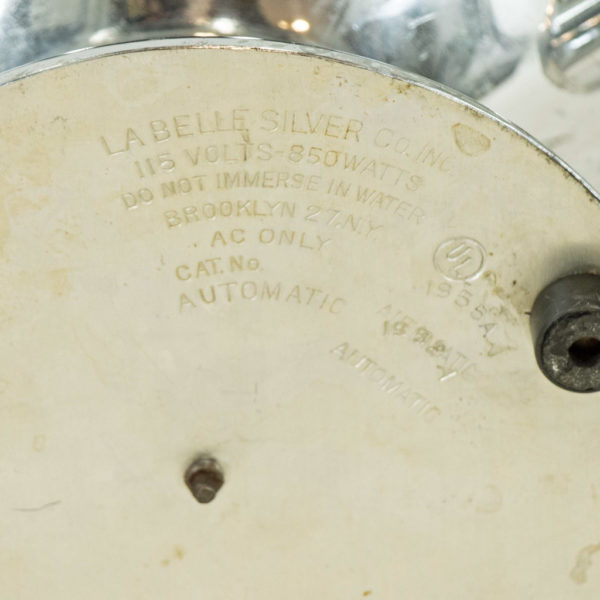 LA BELLE SILVER CO. INC.
115 VOLTS-850 WATTS
DO NOT IMMERSE IN WATER
BROOKLYN 27, N.Y.
AC ONLY
CAT. No.
AUTOMATIC
UL
AUTOMATIC